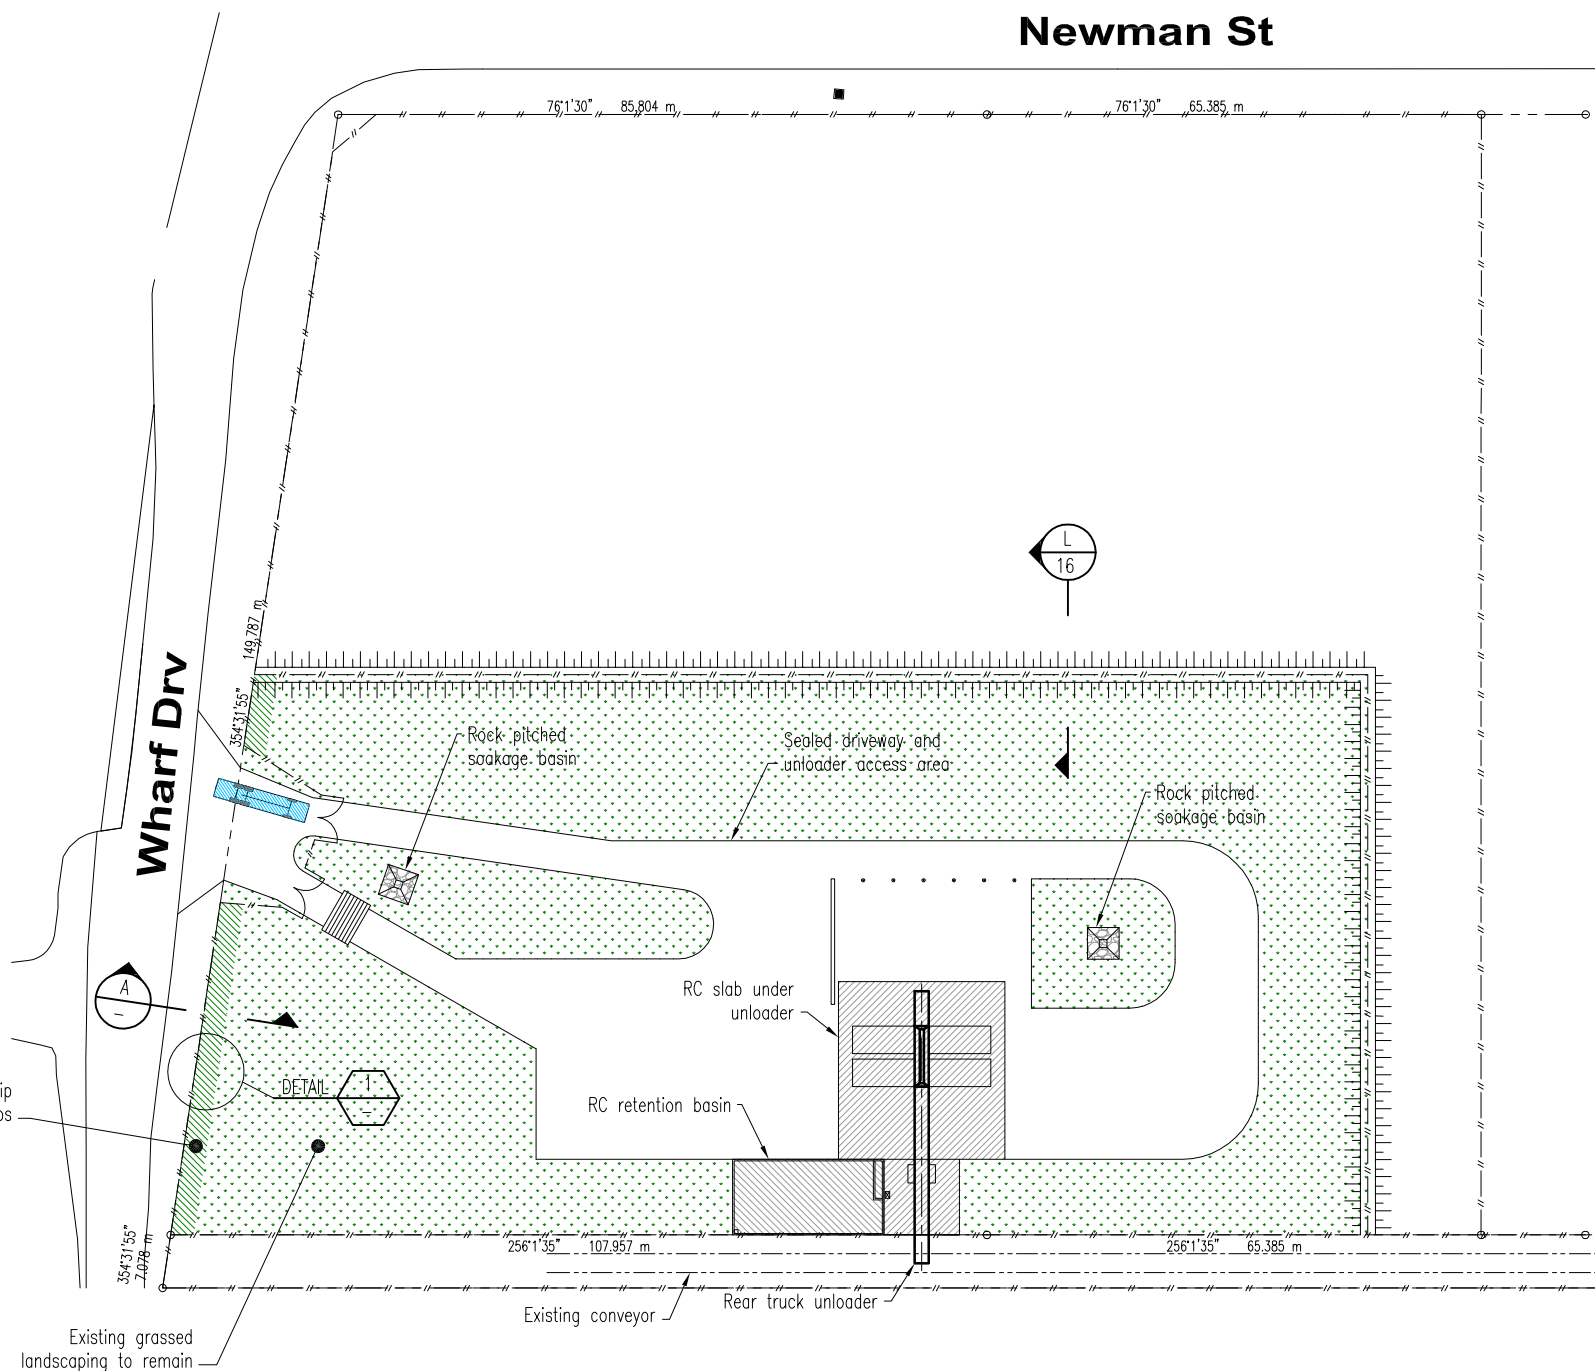 Newman St
76°1'30" 85.804 m
76°1'30" 65.385 m
L
16
149.787 m
354°31'55"
Wharf Drv
Rock pitched
soakage basin
Sealed driveway and
unloader access area
Rock pitched
soakage basin
A
–
RC slab under
unloader
DETAIL
1
–
RC retention basin
354°31'55"
7.078 m
256°1'35" 107.957 m
256°1'35" 65.385 m
Existing conveyor
Rear truck unloader
Existing grassed
landscaping to remain